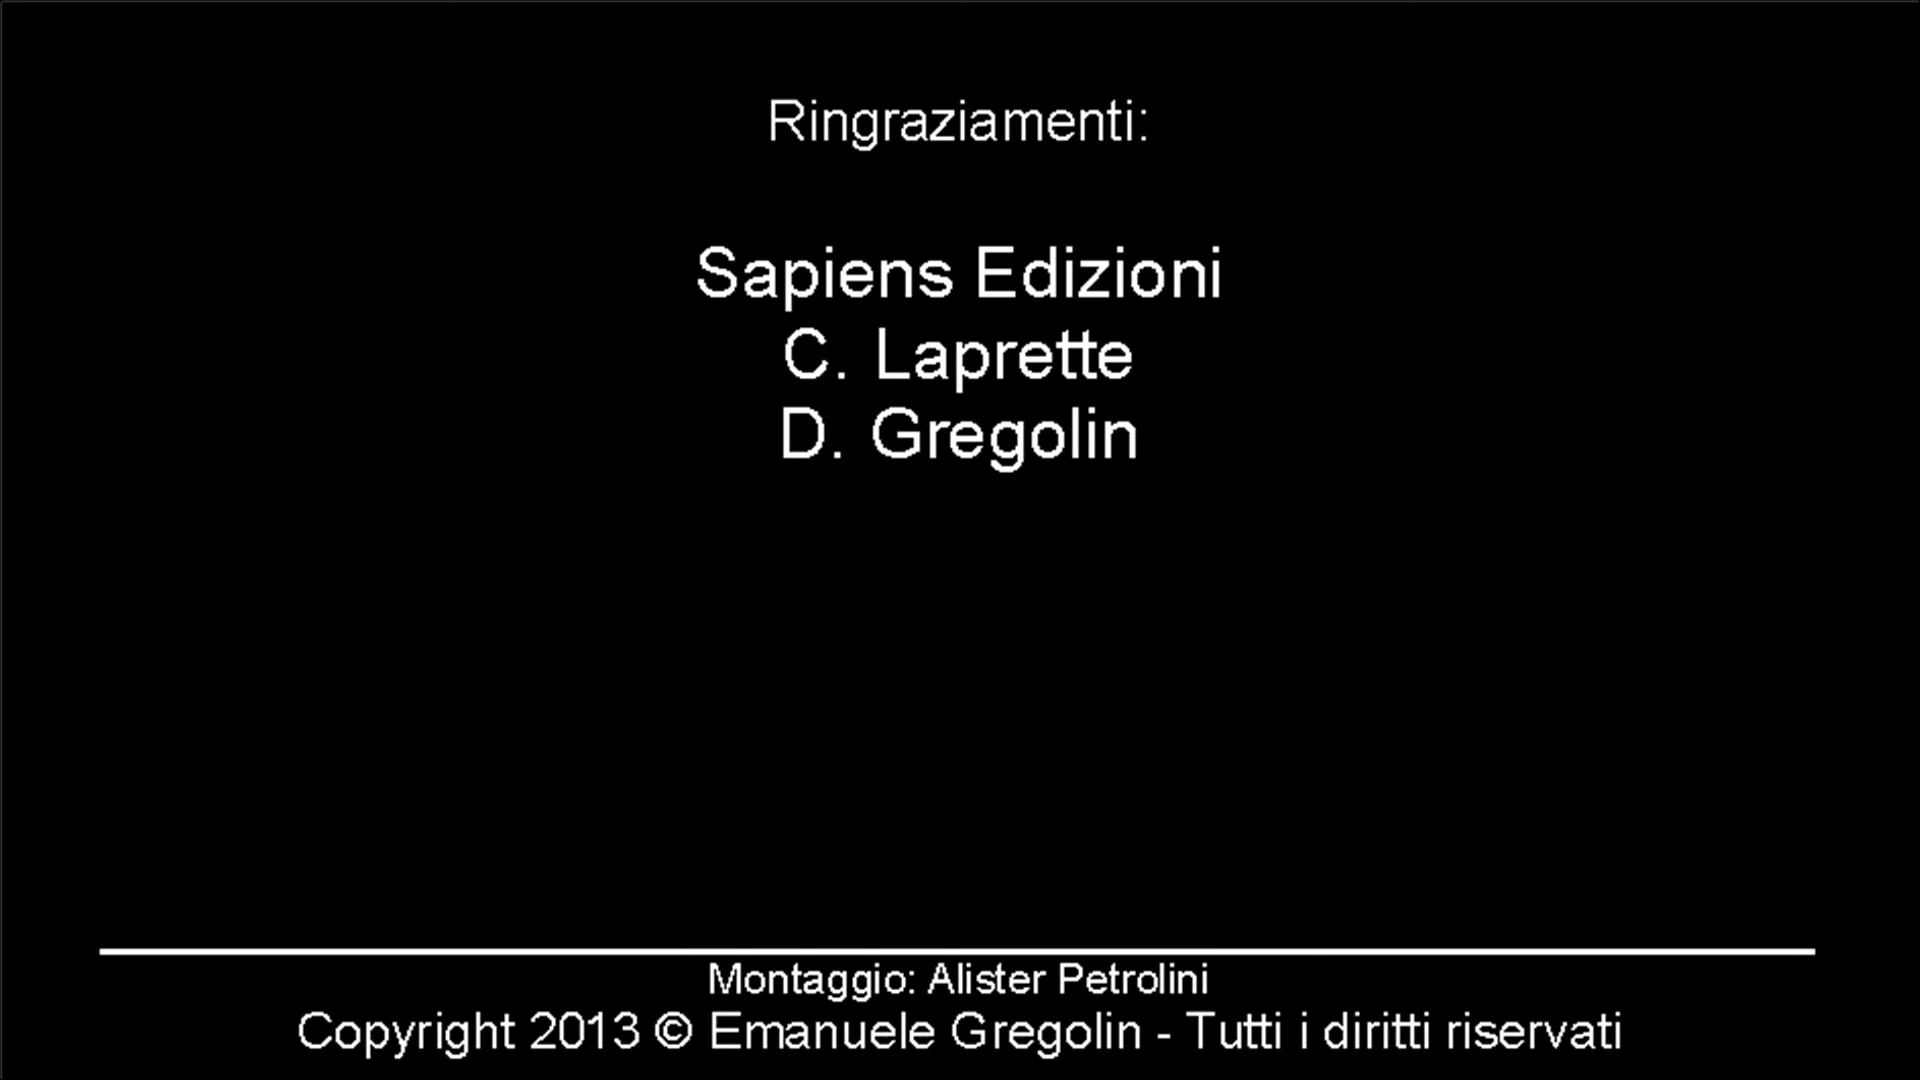 Ringraziamenti:
Sapiens Edizioni
C. Laprette
D. Gregolin
Montaggio: Alister Petrolini
Copyright 2013 © Emanuele Gregolin - Tutti i diritti riservati